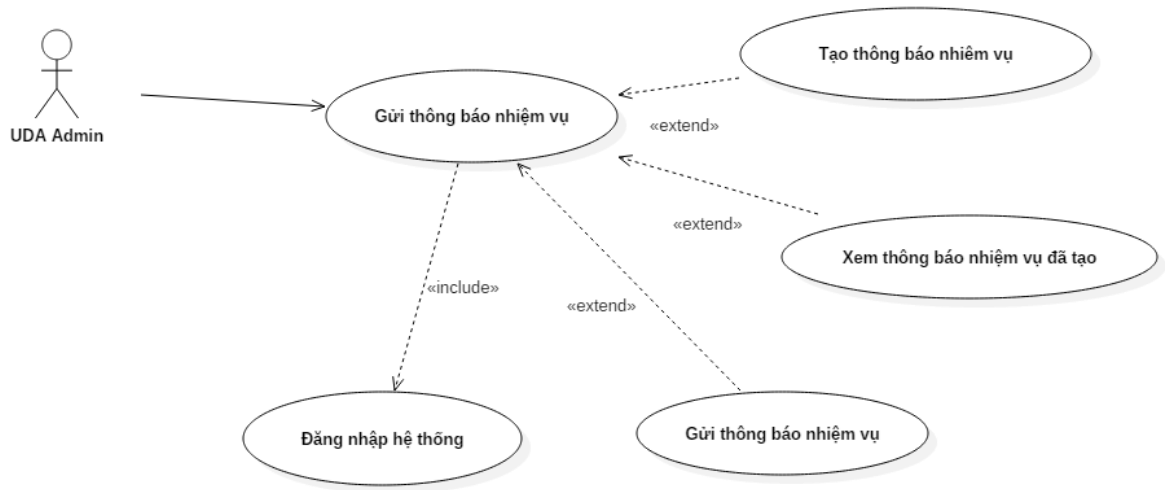 Tạo thông báo nhiêm vụ
Gửi thông báo nhiệm vụ
UDA Admin
«extend»
«extend»
Xem thông báo nhiệm vụ đã tạo
«include»
«extend»
Đăng nhập hệ thống
Gửi thông báo nhiệm vụ